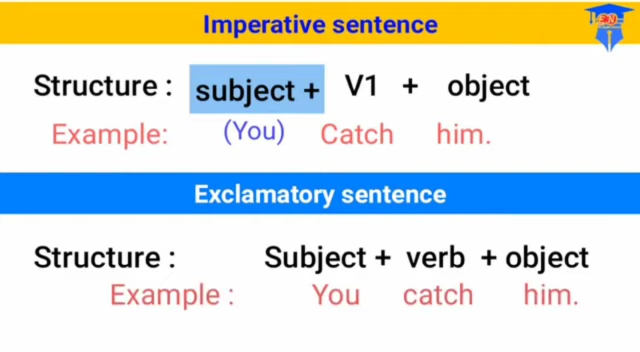 Imperative sentence
Structure : subject + V1 + object
Example: (You) Catch him.
Exclamatory sentence
Structure : Subject + verb + object
Example : You catch him.